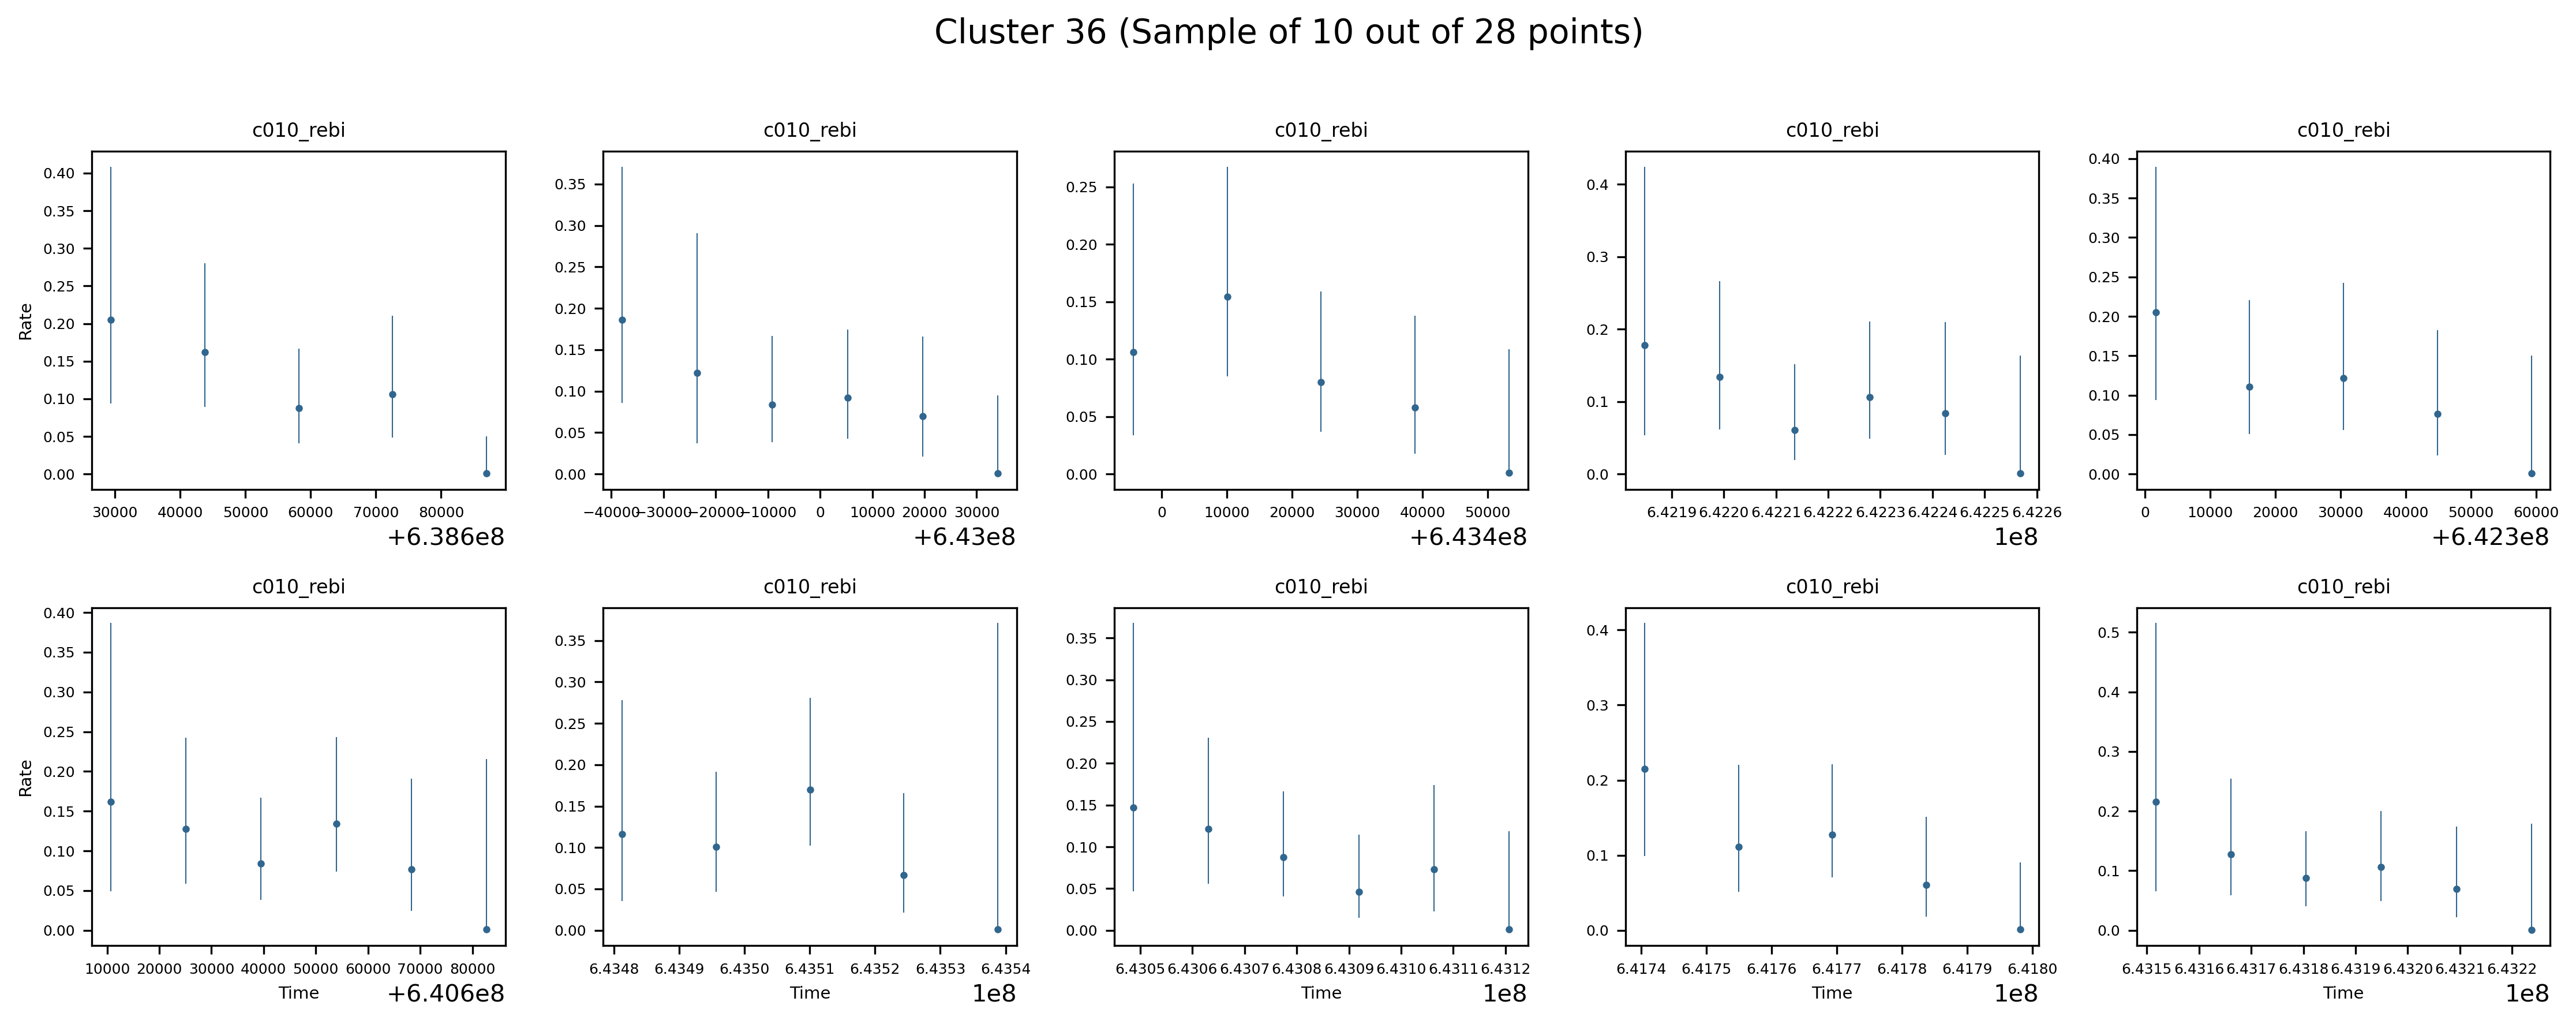 Cluster 36 (Sample of 10 out of 28 points)
c010_rebi c010_rebi c010_rebi c010_rebi c010_rebi
Rate
0.40 0.35 0.30 0.25 0.20 0.15 0.10 0.05 0.00
30000 40000 50000 60000 70000 80000
+6.386e8
0.35 0.30 0.25 0.20 0.15 0.10 0.05 0.00
−40000 −30000 −20000 −10000 0 10000 20000 30000
+6.43e8
0.25 0.20 0.15 0.10 0.05 0.00
0 10000 20000 30000 40000 50000
+6.434e8
0.4 0.3 0.2 0.1 0.0
6.4219 6.4220 6.4221 6.4222 6.4223 6.4224 6.4225 6.4226
1e8
0.40 0.35 0.30 0.25 0.20 0.15 0.10 0.05 0.00
0 10000 20000 30000 40000 50000 60000
+6.423e8
c010_rebi c010_rebi c010_rebi c010_rebi c010_rebi
Rate
0.40 0.35 0.30 0.25 0.20 0.15 0.10 0.05 0.00
10000 20000 30000 40000 50000 60000 70000 80000
Time +6.406e8
0.35 0.30 0.25 0.20 0.15 0.10 0.05 0.00
6.4348 6.4349 6.4350 6.4351 6.4352 6.4353 6.4354
Time 1e8
0.35 0.30 0.25 0.20 0.15 0.10 0.05 0.00
6.4305 6.4306 6.4307 6.4308 6.4309 6.4310 6.4311 6.4312
Time 1e8
0.4 0.3 0.2 0.1 0.0
6.4174 6.4175 6.4176 6.4177 6.4178 6.4179 6.4180
Time 1e8
0.5 0.4 0.3 0.2 0.1 0.0
6.4315 6.4316 6.4317 6.4318 6.4319 6.4320 6.4321 6.4322
Time 1e8